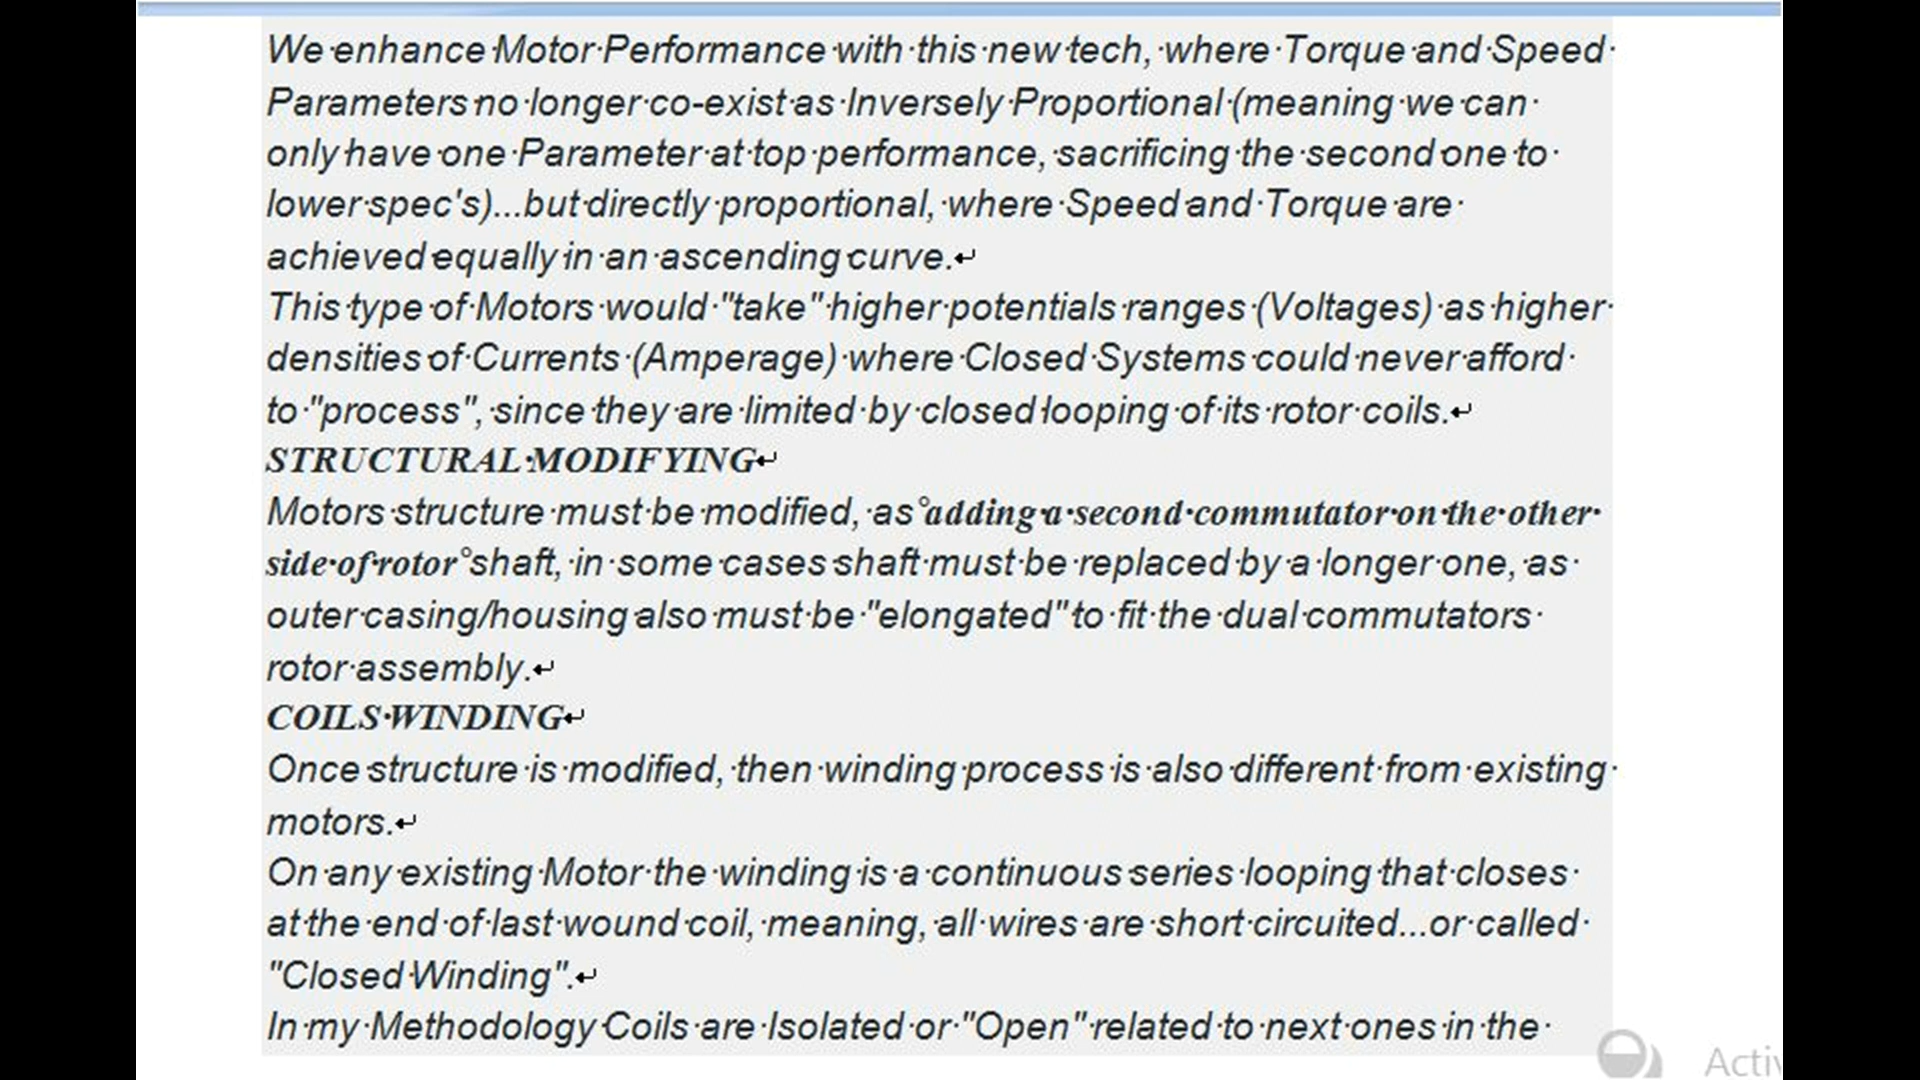 We enhance Motor Performance with this new tech, where Torque and Speed
Parameters no longer co-exist as Inversely Proportional (meaning we can
only have one Parameter at top performance, sacrificing the second one to
lower spec's)...but directly proportional, where Speed and Torque are
achieved equally in an ascending curve.
This type of Motors would "take" higher potentials ranges (Voltages) as higher
densities of Currents (Amperage) where Closed Systems could never afford
to "process", since they are limited by closed looping of its rotor coils.
STRUCTURAL MODIFYING
Motors structure must be modified, as adding a second commutator on the other
side of rotor shaft, in some cases shaft must be replaced by a longer one, as
outer casing/housing also must be "elongated" to fit the dual commutators
rotor assembly.
COILS WINDING
Once structure is modified, then winding process is also different from existing
motors.
On any existing Motor the winding is a continuous series looping that closes
at the end of last wound coil, meaning, all wires are short circuited...or called
"Closed Winding".
In my Methodology Coils are Isolated or "Open" related to next ones in the